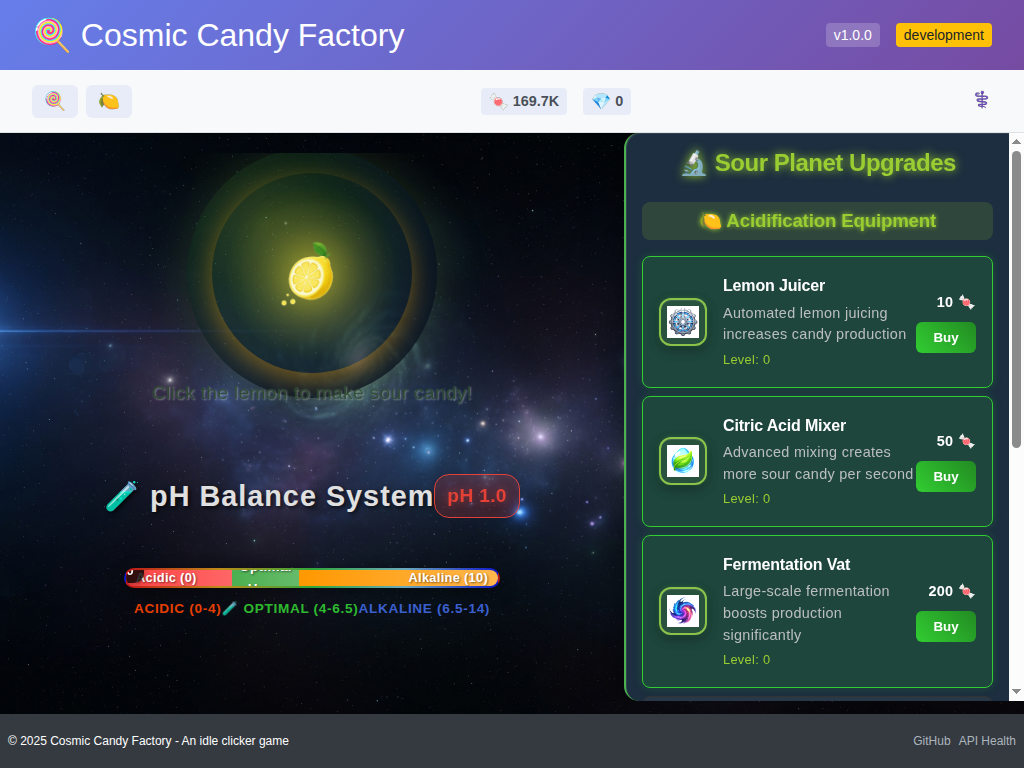 Cosmic Candy Factory
v1.0.0
development
169.7K
0
Click the lemon to make sour candy!
pH Balance System
pH 1.0
Acidic (0)
Alkaline (10)
ACIDIC (0-4)
OPTIMAL (4-6.5)
ALKALINE (6.5-14)
Sour Planet Upgrades
Acidification Equipment
Lemon Juicer
Automated lemon juicing
increases candy production
Level: 0
10
Buy
Citric Acid Mixer
Advanced mixing creates
more sour candy per second
Level: 0
50
Buy
Fermentation Vat
Large-scale fermentation
boosts production
significantly
Level: 0
200
Buy
© 2025 Cosmic Candy Factory - An idle clicker game
GitHub
API Health